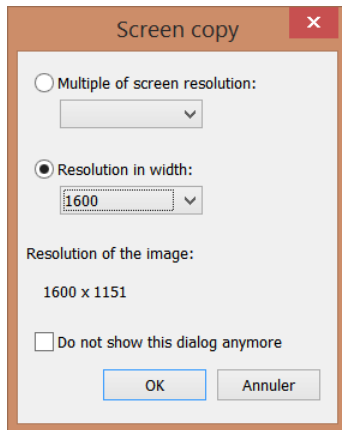 Screen copy
Multiple of screen resolution:
Resolution in width:
1600
Resolution of the image:
1600 x 1151
Do not show this dialog anymore
OK
Annuler